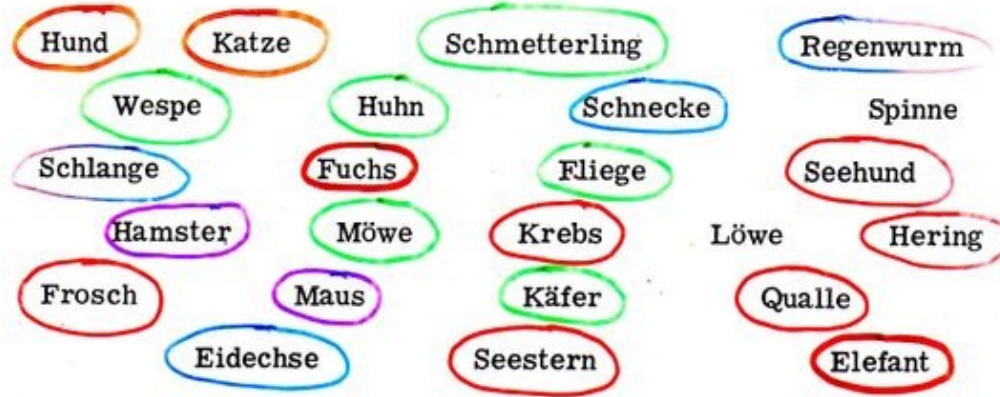 Hund Katze Schmetterling Regenwurm
Wespe Huhn Schnecke Spinne
Schlange Fuchs Fliege Seehund
Hamster Möwe Krebs Löwe Hering
Frosch Maus Käfer Qualle
Eidechse Seestern Elefant